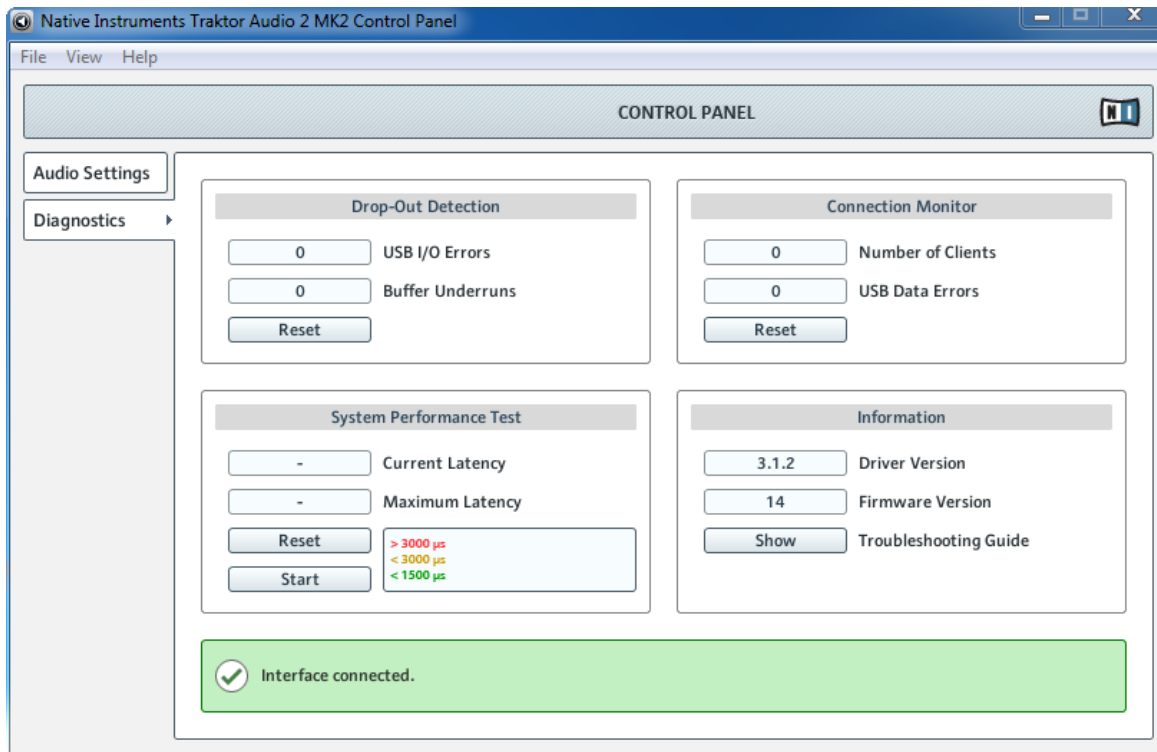 Native Instruments Traktor Audio 2 MK2 Control Panel
File View Help
CONTROL PANEL
NI
Audio Settings
Diagnostics
Drop-Out Detection
0 USB I/O Errors
0 Buffer Underruns
Reset
Connection Monitor
0 Number of Clients
0 USB Data Errors
Reset
System Performance Test
- Current Latency
- Maximum Latency
Reset
Start
> 3000 µs
< 3000 µs
< 1500 µs
Information
3.1.2 Driver Version
14 Firmware Version
Show Troubleshooting Guide
Interface connected.